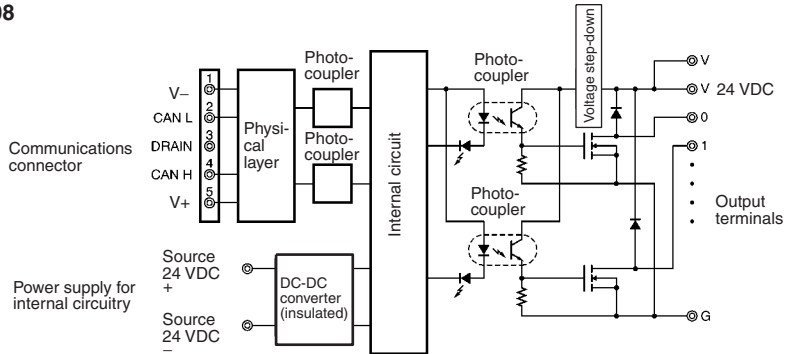 08
Communications
connector
V–
CAN L
DRAIN
CAN H
V+
1
2
3
4
5
Physi-
cal
layer
Photo-
coupler
Photo-
coupler
Internal circuit
Power supply for
internal circuitry
Source
24 VDC
+
Source
24 VDC
–
DC-DC
converter
(insulated)
Photo-
coupler
Photo-
coupler
Voltage step-down
V
V 24 VDC
0
1
Output
terminals
G